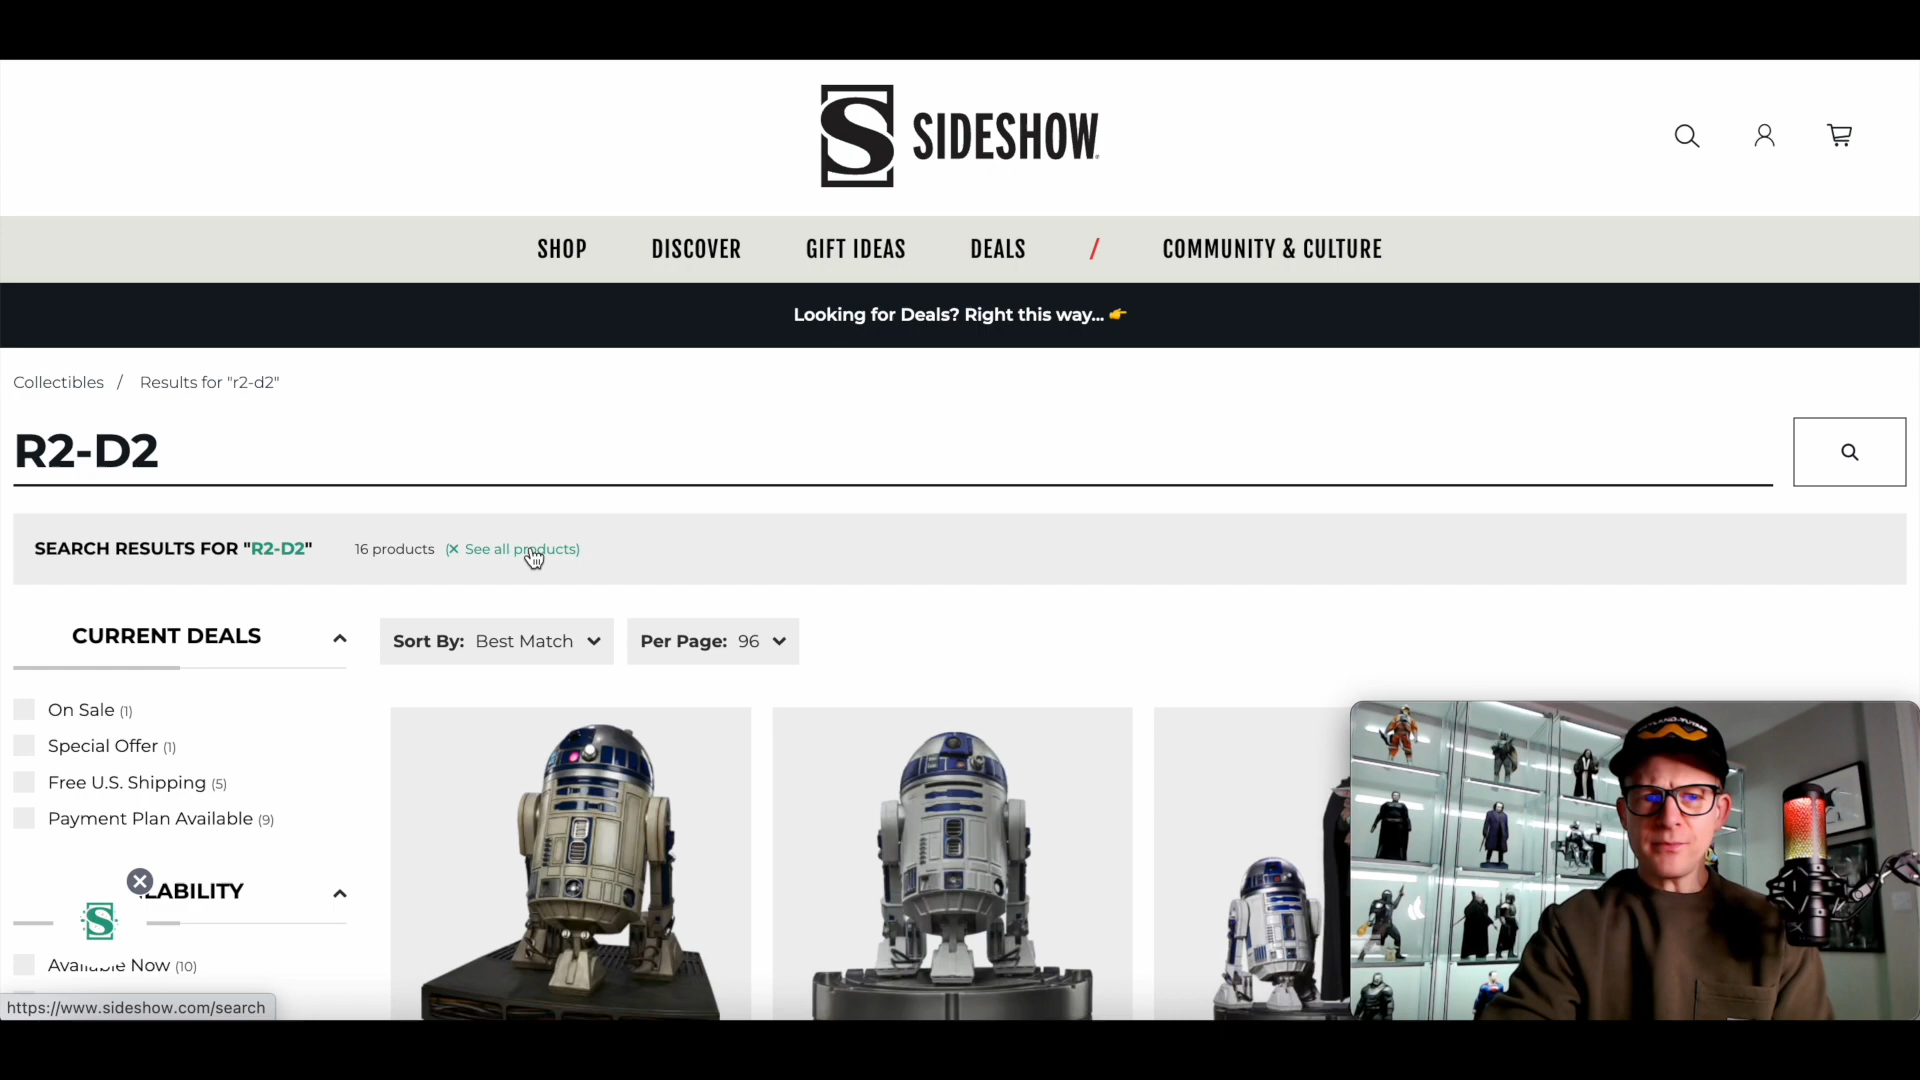 S SIDESHOW
SHOP DISCOVER GIFT IDEAS DEALS / COMMUNITY & CULTURE
Looking for Deals? Right this way... 👉
Collectibles / Results for "r2-d2"
R2-D2
SEARCH RESULTS FOR "R2-D2" 16 products (✕ See all products)
CURRENT DEALS
Sort By: Best Match
Per Page: 96
On Sale (1)
Special Offer (1)
Free U.S. Shipping (5)
Payment Plan Available (9)
LABILITY
Available Now (10)
https://www.sideshow.com/search